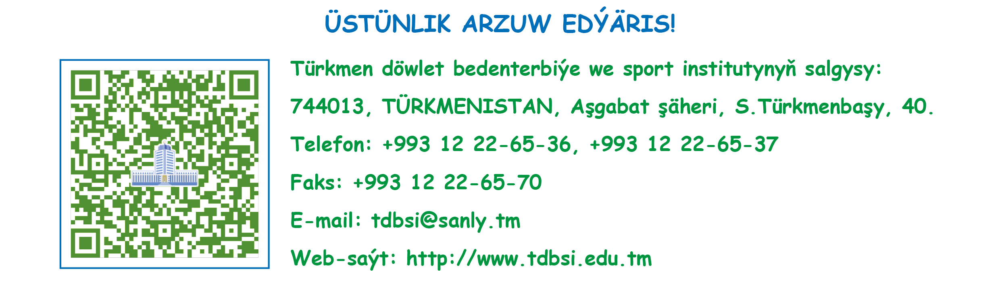 ÜSTÜNLIK ARZUW EDÝÄRIS!
Türkmen döwlet bedenterbiýe we sport institutynyň salgysy:
744013, TÜRKMENISTAN, Aşgabat şäheri, S.Türkmenbaşy, 40.
Telefon: +993 12 22-65-36, +993 12 22-65-37
Faks: +993 12 22-65-70
E-mail: tdbsi@sanly.tm
Web-saýt: http://www.tdbsi.edu.tm